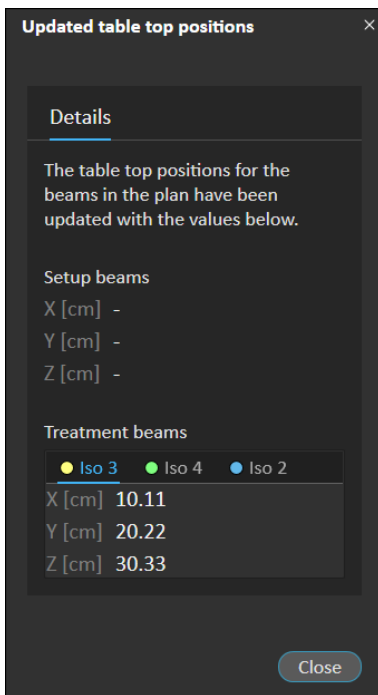 Updated table top positions ×
Details
The table top positions for the
beams in the plan have been
updated with the values below.
Setup beams
X [cm] -
Y [cm] -
Z [cm] -
Treatment beams
Iso 3 Iso 4 Iso 2
X [cm] 10.11
Y [cm] 20.22
Z [cm] 30.33
Close